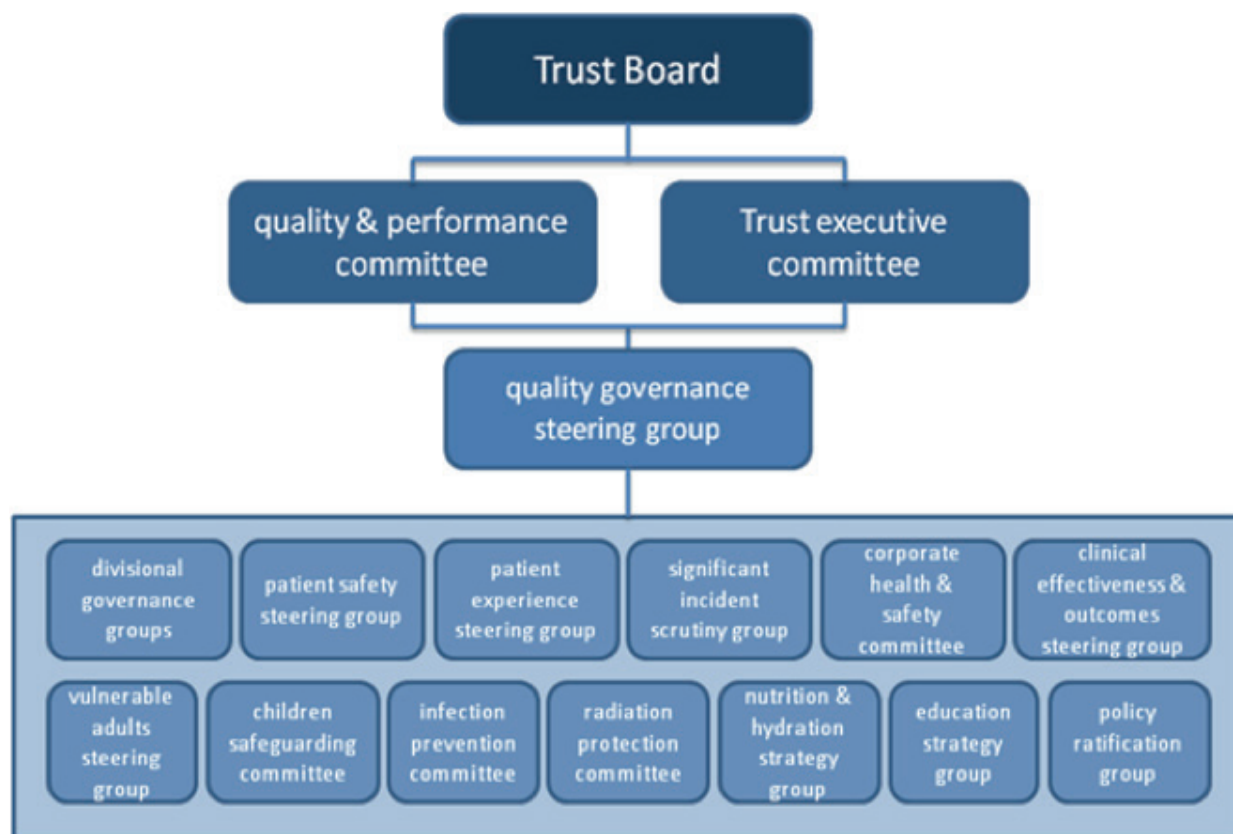 Trust Board
quality & performance
committee
Trust executive
committee
quality governance
steering group
divisional
governance
groups
patient safety
steering group
patient
experience
steering group
significant
incident
scrutiny group
corporate
health &
safety
committee
clinical
effectiveness &
outcomes
steering group
vulnerable
adults
steering
group
children
safeguarding
committee
infection
prevention
committee
radiation
protection
committee
nutrition &
hydration
strategy
group
education
strategy
group
policy
ratification
group